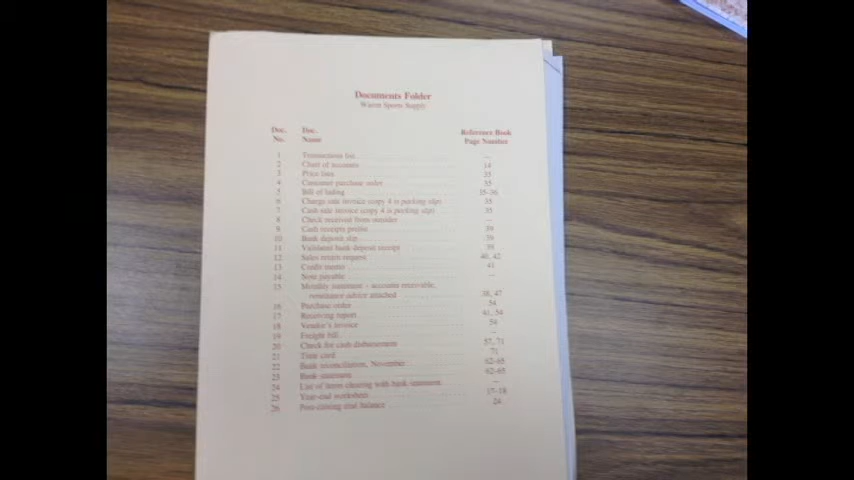 Documents Folder
Waren Sports Supply
Doc. Doc. Reference Book
No. Name Page Number
1 Transactions list —
2 Chart of accounts 14
3 Price lists 35
4 Customer purchase order 35
5 Bill of lading 35-36
6 Charge sale invoice (copy 4 is packing slip) 35
7 Cash sale invoice (copy 4 is packing slip) 35
8 Check received from outsider —
9 Cash receipts prelist 39
10 Bank deposit slip 39
11 Validated bank deposit receipt 39
12 Sales return request 40, 42
13 Credit memo 41
14 Note payable —
15 Monthly statement – accounts receivable,
remittance advice attached 38, 47
16 Purchase order 54
17 Receiving report 41, 54
18 Vendor's invoice 54
19 Freight bill —
20 Check for cash disbursement 57, 71
21 Time card 71
22 Bank reconciliation, November 62-65
23 Bank statement 62-65
24 List of items clearing with bank statement —
25 Year-end worksheet 17-18
26 Post-closing trial balance 24